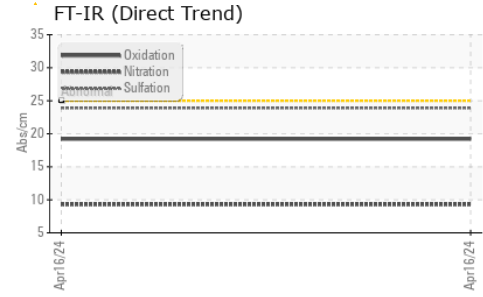 FT-IR (Direct Trend)
35
30
25
20
15
10
5
Abs/cm
Oxidation
Nitration
Sulfation
Abnormal
Apr16/24
Apr16/24